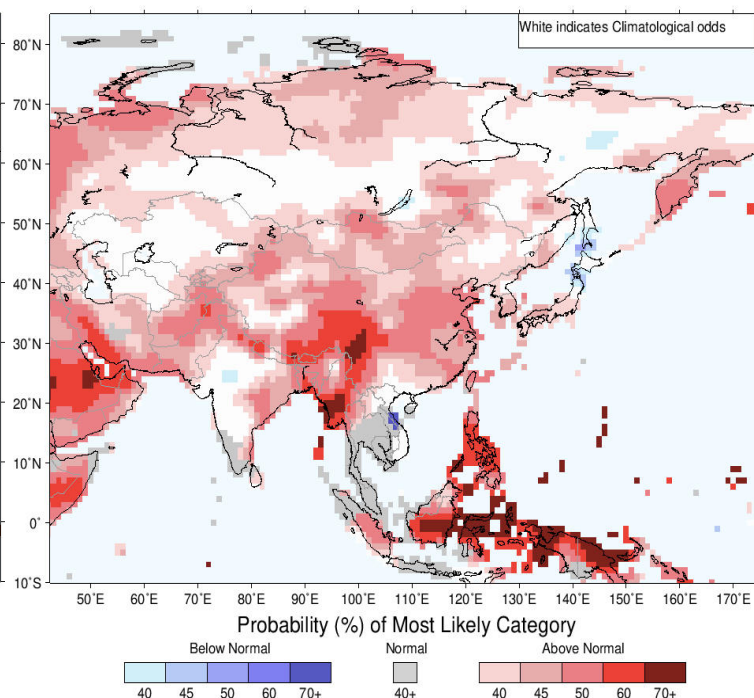 White indicates Climatological odds
80°N
70°N
60°N
50°N
40°N
30°N
20°N
10°N
0°
10°S
50°E 60°E 70°E 80°E 90°E 100°E 110°E 120°E 130°E 140°E 150°E 160°E 170°E
Probability (%) of Most Likely Category
Below Normal Normal Above Normal
40 45 50 60 70+ 40+ 40 45 50 60 70+